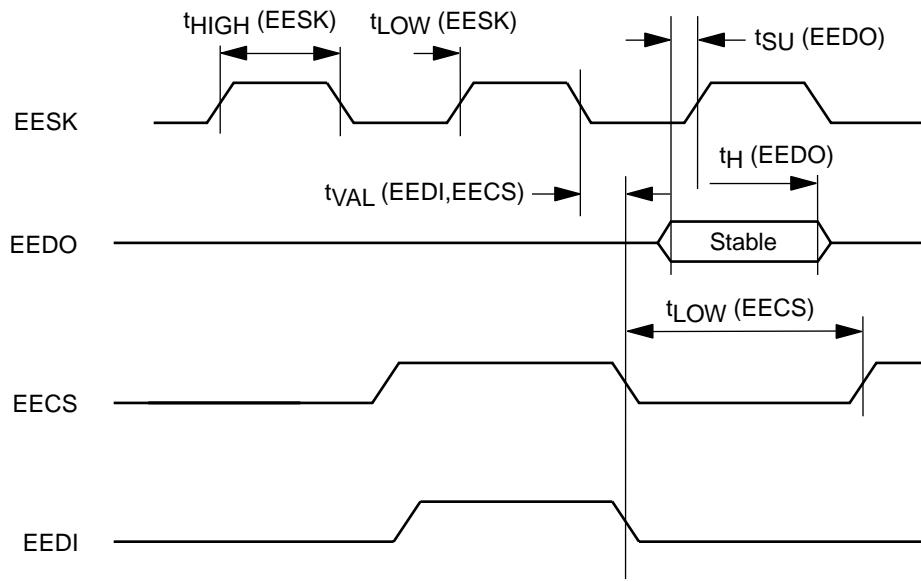 tHIGH (EESK)
tLOW (EESK)
tSU (EEDO)
EESK
tH (EEDO)
tVAL (EEDI,EECS)
EEDO
Stable
tLOW (EECS)
EECS
EEDI